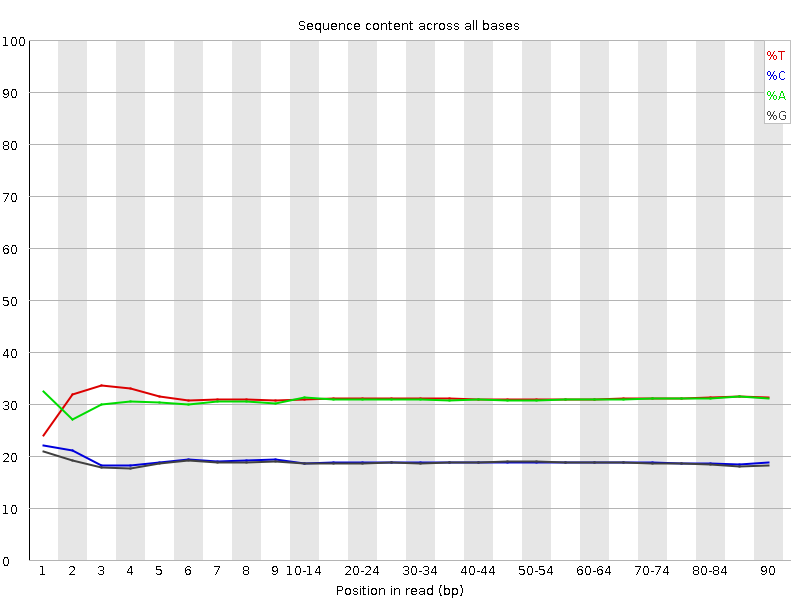 Sequence content across all bases
%T
%C
%A
%G
100
90
80
70
60
50
40
30
20
10
0
1 2 3 4 5 6 7 8 9 10-14 20-24 30-34 40-44 50-54 60-64 70-74 80-84 90
Position in read (bp)